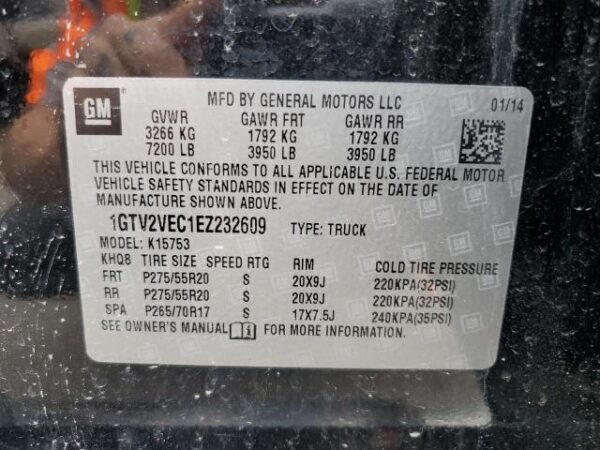 GM
MFD BY GENERAL MOTORS LLC 01/14
GVWR GAWR FRT GAWR RR
3266 KG 1792 KG 1792 KG
7200 LB 3950 LB 3950 LB
THIS VEHICLE CONFORMS TO ALL APPLICABLE U.S. FEDERAL MOTOR
VEHICLE SAFETY STANDARDS IN EFFECT ON THE DATE OF
MANUFACTURE SHOWN ABOVE.
1GTV2VEC1EZ232609 TYPE: TRUCK
MODEL: K15753
KHQ8 TIRE SIZE SPEED RTG RIM COLD TIRE PRESSURE
FRT P275/55R20 S 20X9J 220KPA(32PSI)
RR P275/55R20 S 20X9J 220KPA(32PSI)
SPA P265/70R17 S 17X7.5J 240KPA(35PSI)
SEE OWNER'S MANUAL FOR MORE INFORMATION.